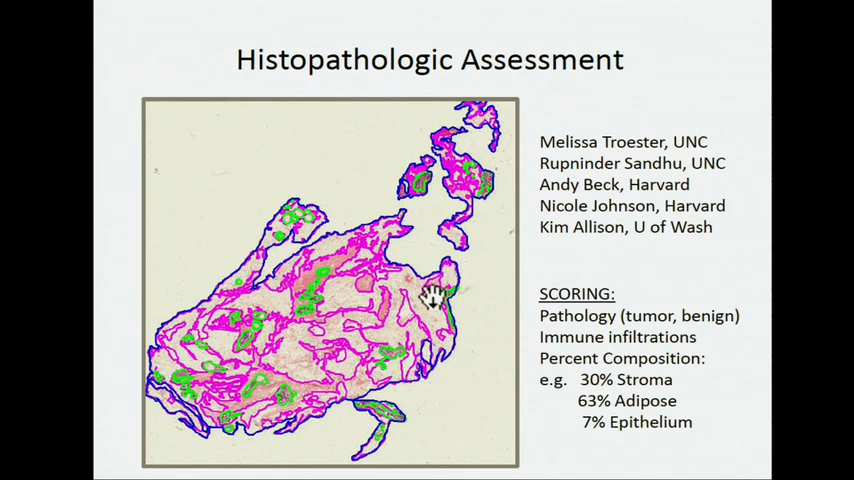 Histopathologic Assessment
Melissa Troester, UNC
Rupninder Sandhu, UNC
Andy Beck, Harvard
Nicole Johnson, Harvard
Kim Allison, U of Wash
SCORING:
Pathology (tumor, benign)
Immune infiltrations
Percent Composition:
e.g. 30% Stroma
63% Adipose
7% Epithelium